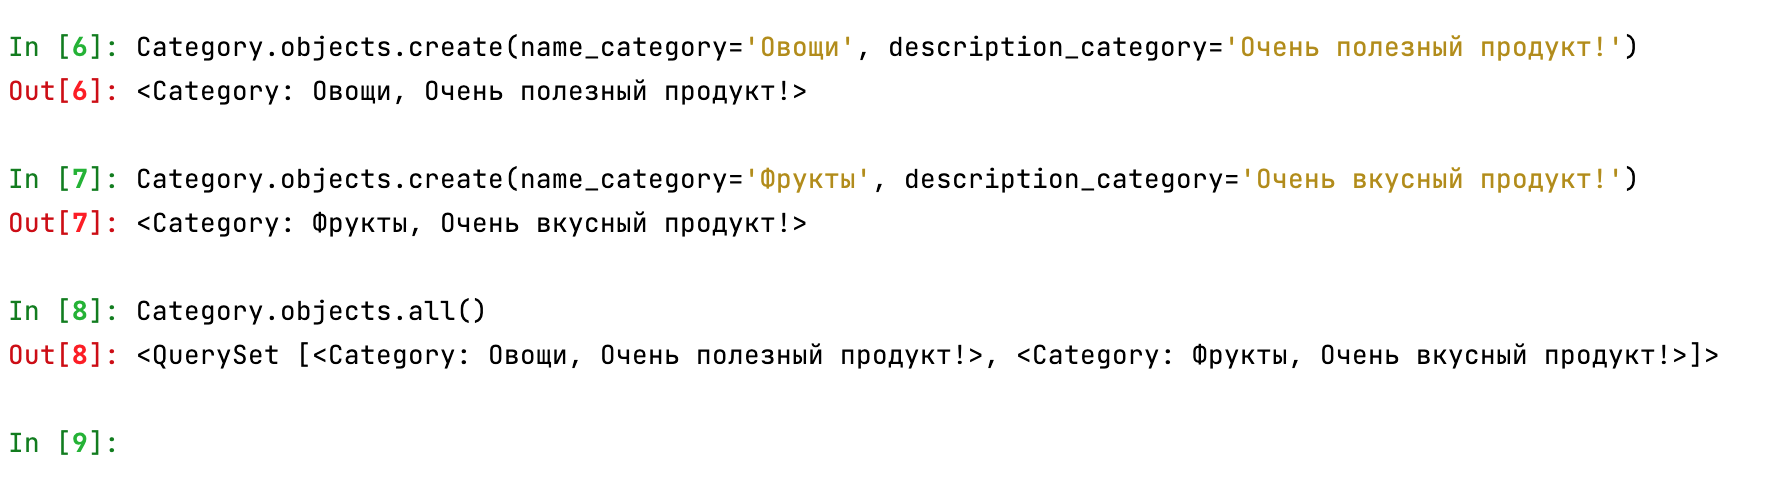 In [6]: Category.objects.create(name_category='Овощи', description_category='Очень полезный продукт!')
Out[6]: <Category: Овощи, Очень полезный продукт!>
In [7]: Category.objects.create(name_category='Фрукты', description_category='Очень вкусный продукт!')
Out[7]: <Category: Фрукты, Очень вкусный продукт!>
In [8]: Category.objects.all()
Out[8]: <QuerySet [<Category: Овощи, Очень полезный продукт!>, <Category: Фрукты, Очень вкусный продукт!>]>
In [9]: